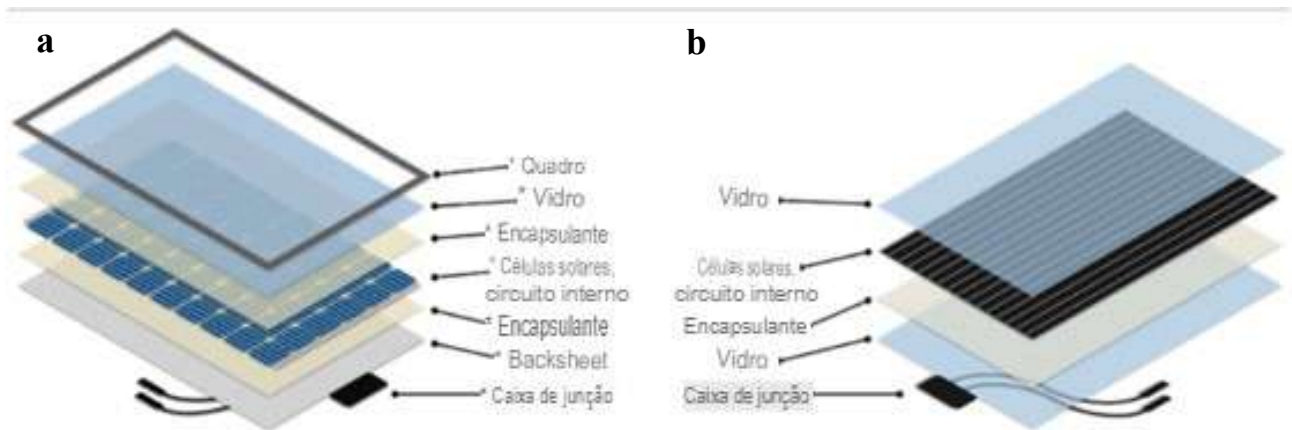 a
* Quadro
* Vidro
* Encapsulante
* Células solares,
circuito interno
* Encapsulante
* Backsheet
* Caixa de junção
b
Vidro
Células solares,
circuito interno
Encapsulante
Vidro
Caixa de junção